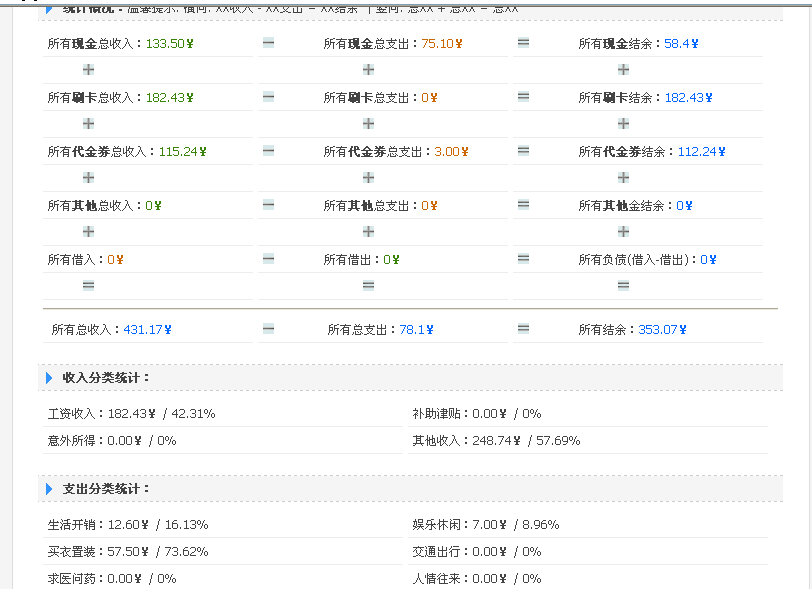 统计概况：温馨提示: 横向: xx收入 - xx支出 = xx结余 | 竖向: 总xx + 总xx = 总xx
所有现金总收入：133.50¥ — 所有现金总支出：75.10¥ = 所有现金结余：58.4¥
+ + +
所有刷卡总收入：182.43¥ — 所有刷卡总支出：0¥ = 所有刷卡结余：182.43¥
+ + +
所有代金券总收入：115.24¥ — 所有代金券总支出：3.00¥ = 所有代金券结余：112.24¥
+ + +
所有其他总收入：0¥ — 所有其他总支出：0¥ = 所有其他金结余：0¥
+ + +
所有借入：0¥ — 所有借出：0¥ = 所有负债(借入-借出)：0¥
= = =
所有总收入：431.17¥ — 所有总支出：78.1¥ = 所有结余：353.07¥
收入分类统计：
工资收入：182.43¥ / 42.31% 补助津贴：0.00¥ / 0%
意外所得：0.00¥ / 0% 其他收入：248.74¥ / 57.69%
支出分类统计：
生活开销：12.60¥ / 16.13% 娱乐休闲：7.00¥ / 8.96%
买衣置装：57.50¥ / 73.62% 交通出行：0.00¥ / 0%
求医问药：0.00¥ / 0% 人情往来：0.00¥ / 0%